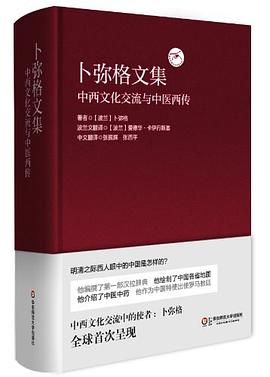 卜弥格文集
中西文化交流与中医西传
卜弥格文集
中西文化交流与中医西传
著者◎[波兰]卜弥格
波兰文翻译◎[波兰]爱德华·卡伊丹斯基
中文翻译◎张振辉 张西平
明清之际西人眼中的中国是怎样的?
他编撰了第一部汉拉辞典 他绘制了中国各省地图
他介绍了中医中药 他作为中国特使出使罗马教廷
中西文化交流中的使者:卜弥格
全球首次呈现
华东师范大学出版社